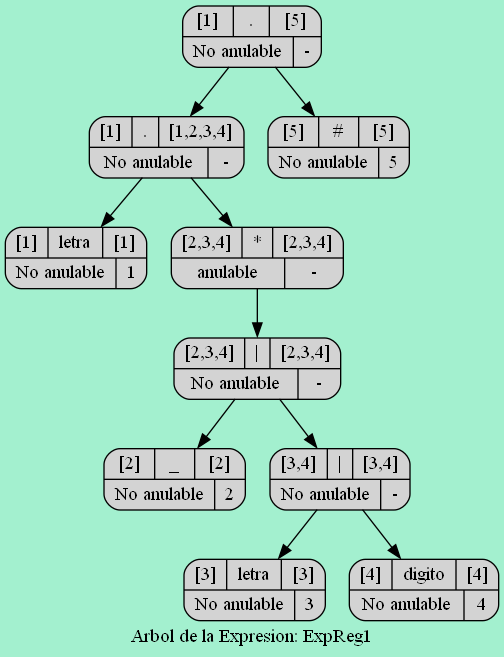 [1] . [5]
No anulable -
[1] . [1,2,3,4] [5] # [5]
No anulable - No anulable 5
[1] letra [1] [2,3,4] * [2,3,4]
No anulable 1 anulable -
[2,3,4] | [2,3,4]
No anulable -
[2] _ [2] [3,4] | [3,4]
No anulable 2 No anulable -
[3] letra [3] [4] digito [4]
No anulable 3 No anulable 4
Arbol de la Expresion: ExpReg1